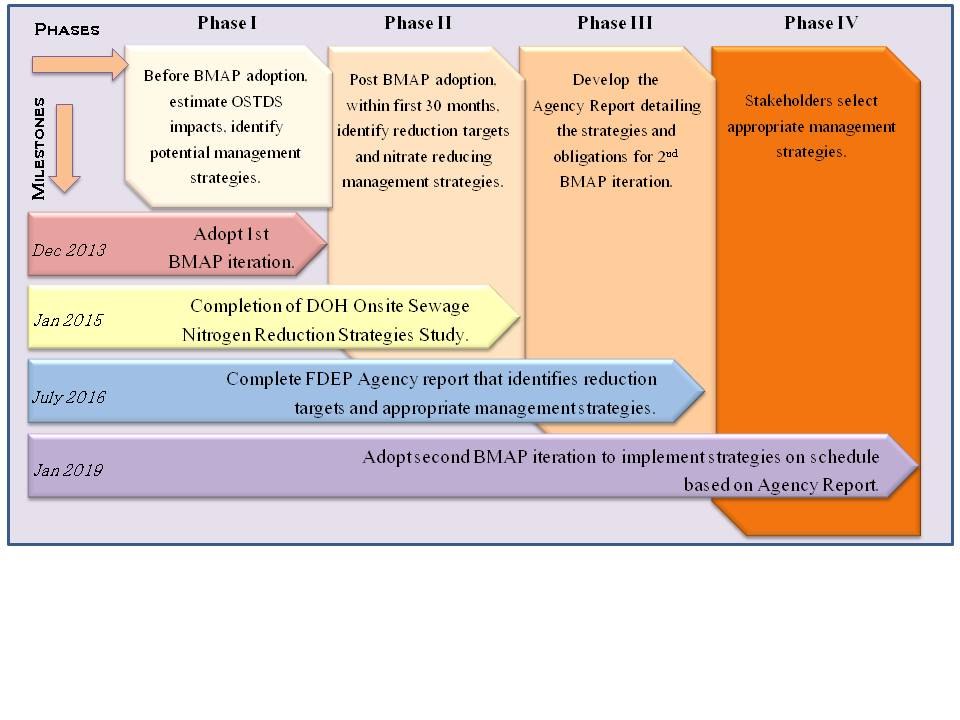 PHASES
Phase I
Phase II
Phase III
Phase IV
MILESTONES
Before BMAP adoption,
estimate OSTDS
impacts, identify
potential management
strategies.
Post BMAP adoption,
within first 30 months,
identify reduction targets
and nitrate reducing
management strategies.
Develop the
Agency Report detailing
the strategies and
obligations for 2nd
BMAP iteration.
Stakeholders select
appropriate management
strategies.
Dec 2013
Adopt 1st
BMAP iteration.
Jan 2015
Completion of DOH Onsite Sewage
Nitrogen Reduction Strategies Study.
July 2016
Complete FDEP Agency report that identifies reduction
targets and appropriate management strategies.
Jan 2019
Adopt second BMAP iteration to implement strategies on schedule
based on Agency Report.